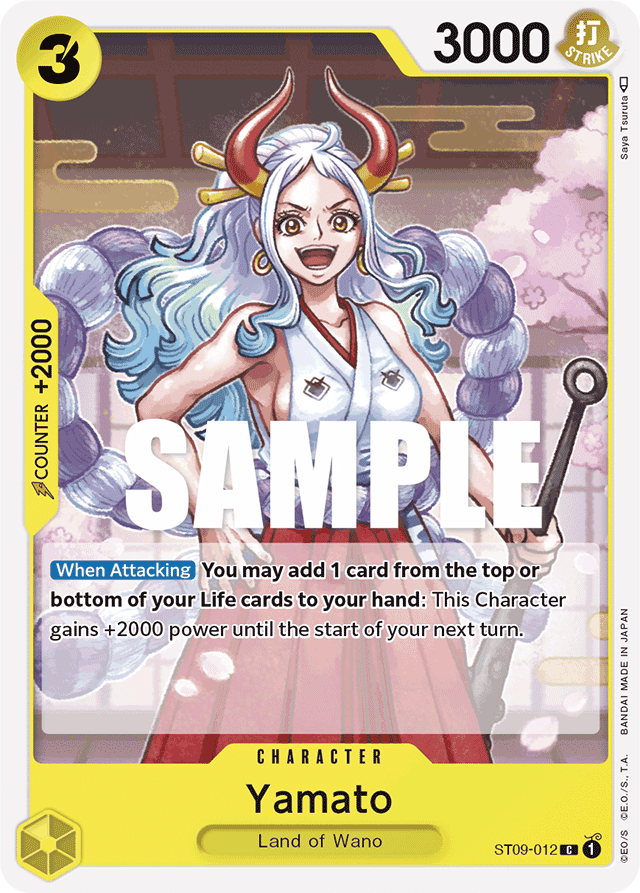 3
3000
打
STRIKE
Saya Tsuruta
COUNTER +2000
SAMPLE
When Attacking You may add 1 card from the top or
bottom of your Life cards to your hand: This Character
gains +2000 power until the start of your next turn.
CHARACTER
Yamato
Land of Wano
ST09-012 C 1
©E.O/S ©E.O./S., T.A. BANDAI MADE IN JAPAN